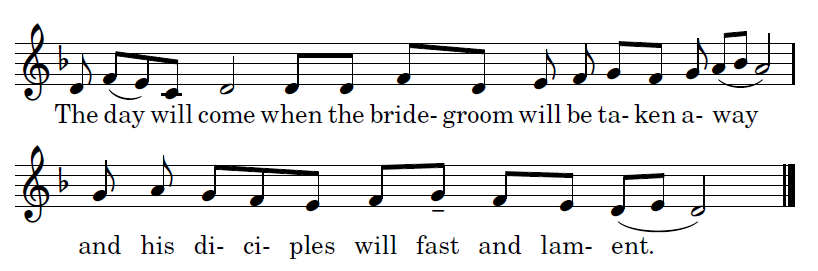 The day will come when the bride- groom will be ta- ken a- way
and his di- ci- ples will fast and lam- ent.